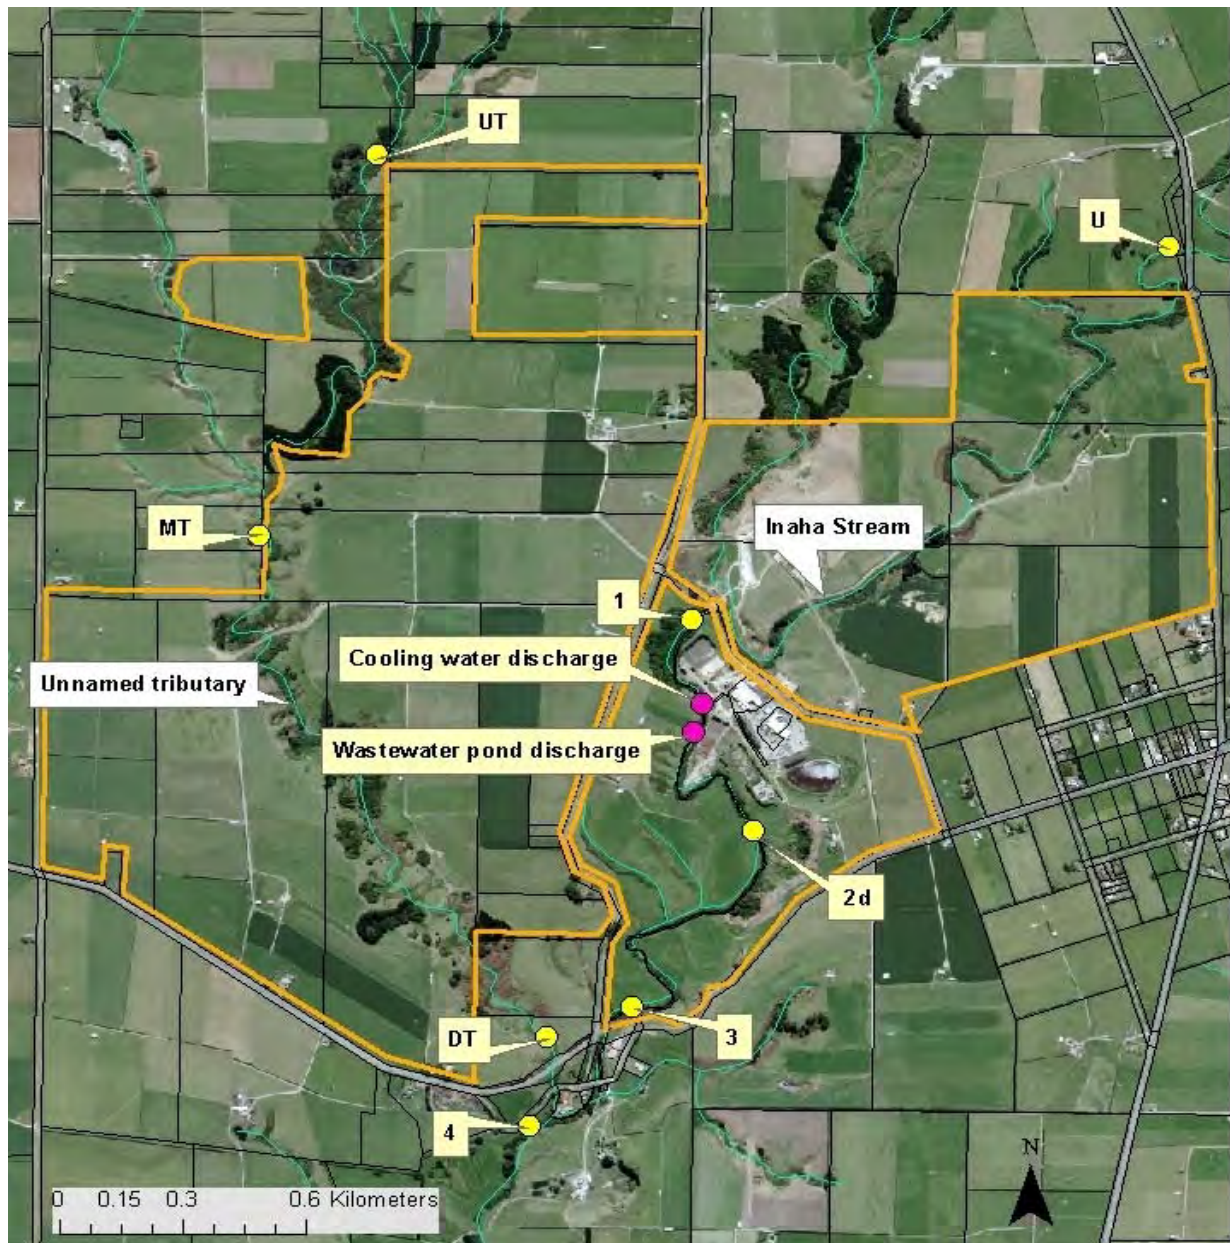 UT
U
MT
Inaha Stream
1
Cooling water discharge
Unnamed tributary
Wastewater pond discharge
2d
DT
3
4
N
0 0.15 0.3 0.6 Kilometers